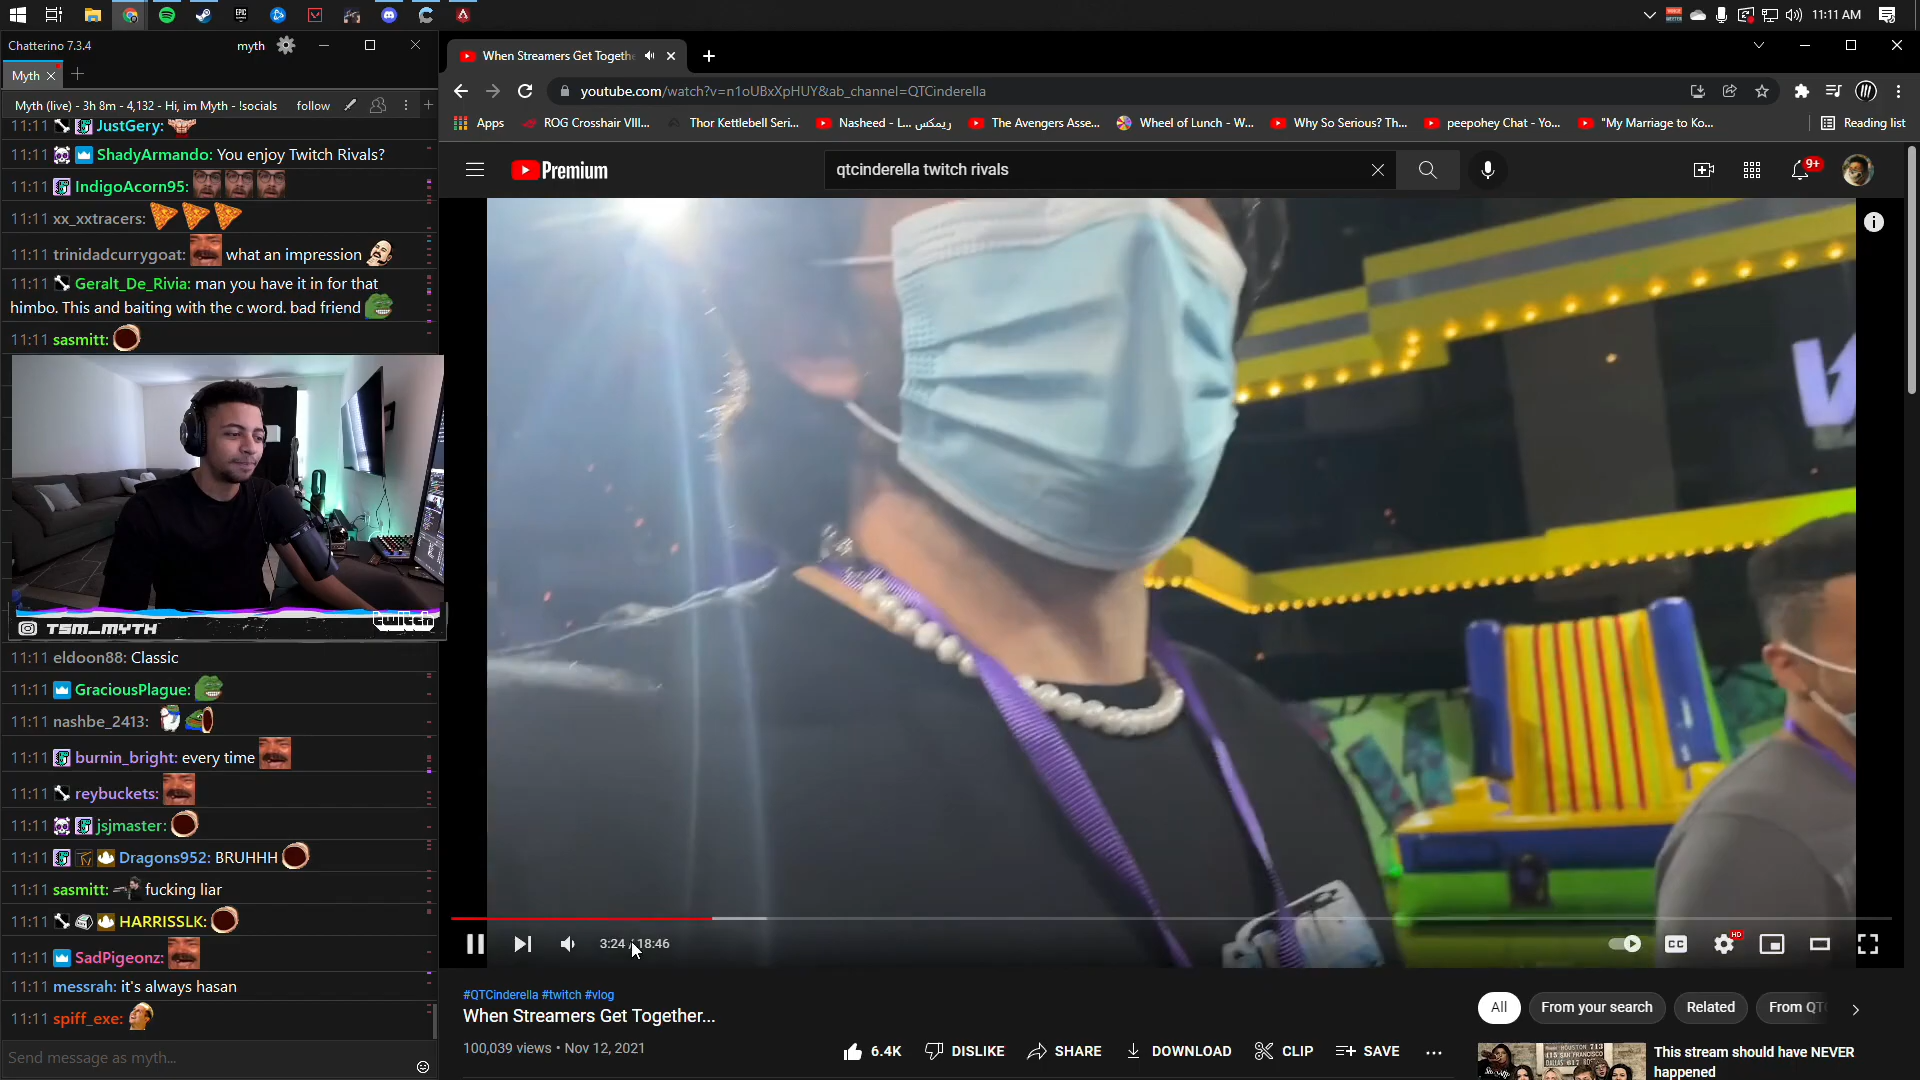 11:11 AM
Chatterino 7.3.4
myth
Myth
Myth (live) - 3h 8m - 4,132 - Hi, im Myth - !socials
follow
11:11 JustGery:
11:11 ShadyArmando: You enjoy Twitch Rivals?
11:11 IndigoAcorn95:
11:11 xx_xxtracers:
11:11 trinidadcurrygoat: what an impression
11:11 Geralt_De_Rivia: man you have it in for that
himbo. This and baiting with the c word. bad friend
11:11 sasmitt:
TSM_MYTH
twitch
11:11 eldoon88: Classic
11:11 GraciousPlague:
11:11 nashbe_2413:
11:11 burnin_bright: every time
11:11 reybuckets:
11:11 jsjmaster:
11:11 Dragons952: BRUHHH
11:11 sasmitt: fucking liar
11:11 HARRISSLK:
11:11 SadPigeonz:
11:11 messrah: it's always hasan
11:11 spiff_exe:
Send message as myth...
When Streamers Get Togeth
youtube.com/watch?v=n1oUBxXpHUY&ab_channel=QTCinderella
Apps
ROG Crosshair VIII...
Thor Kettlebell Seri...
Nasheed - L... ريمكس
The Avengers Asse...
Wheel of Lunch - W...
Why So Serious? Th...
peepohey Chat - Yo...
"My Marriage to Ko...
Reading list
Premium
qtcinderella twitch rivals
9+
3:24 / 18:46
CC
HD
#QTCinderella #twitch #vlog
When Streamers Get Together...
100,039 views • Nov 12, 2021
6.4K
DISLIKE
SHARE
DOWNLOAD
CLIP
SAVE
All
From your search
Related
From QT
This stream should have NEVER
happened